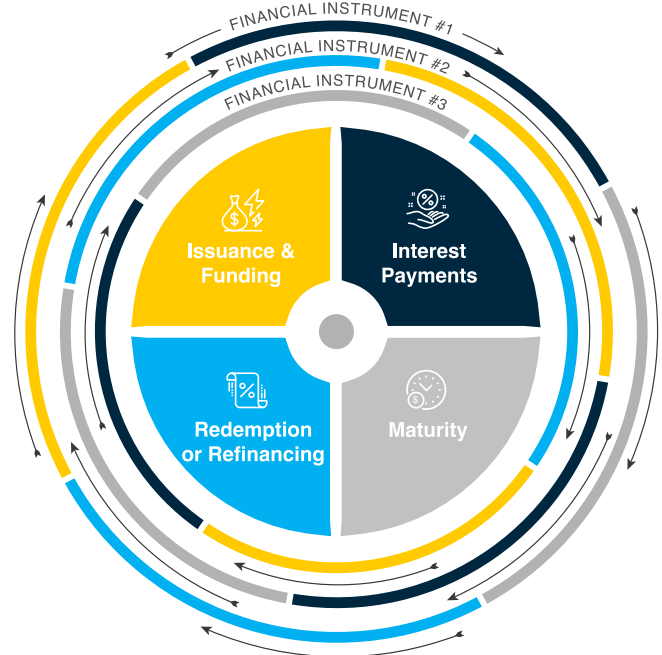 FINANCIAL INSTRUMENT #1
FINANCIAL INSTRUMENT #2
FINANCIAL INSTRUMENT #3
Issuance &
Funding
Interest
Payments
Redemption
or Refinancing
Maturity